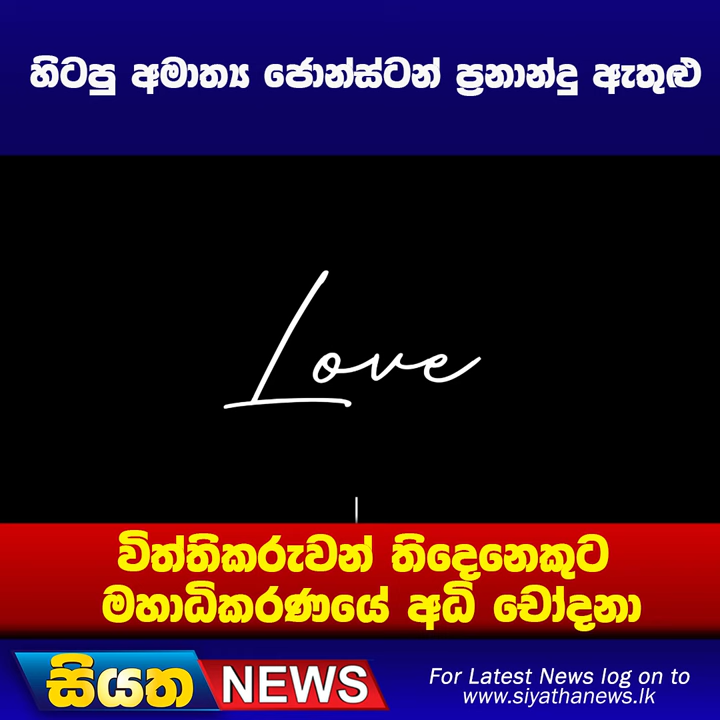 හිටපු අමාත්‍ය ජොන්ස්ටන් ප්‍රනාන්දු ඇතුළු
Love
විත්තිකරුවන් තිදෙනෙකුට
මහාධිකරණයේ අධි චෝදනා
සියත NEWS
For Latest News log on to
www.siyathanews.lk